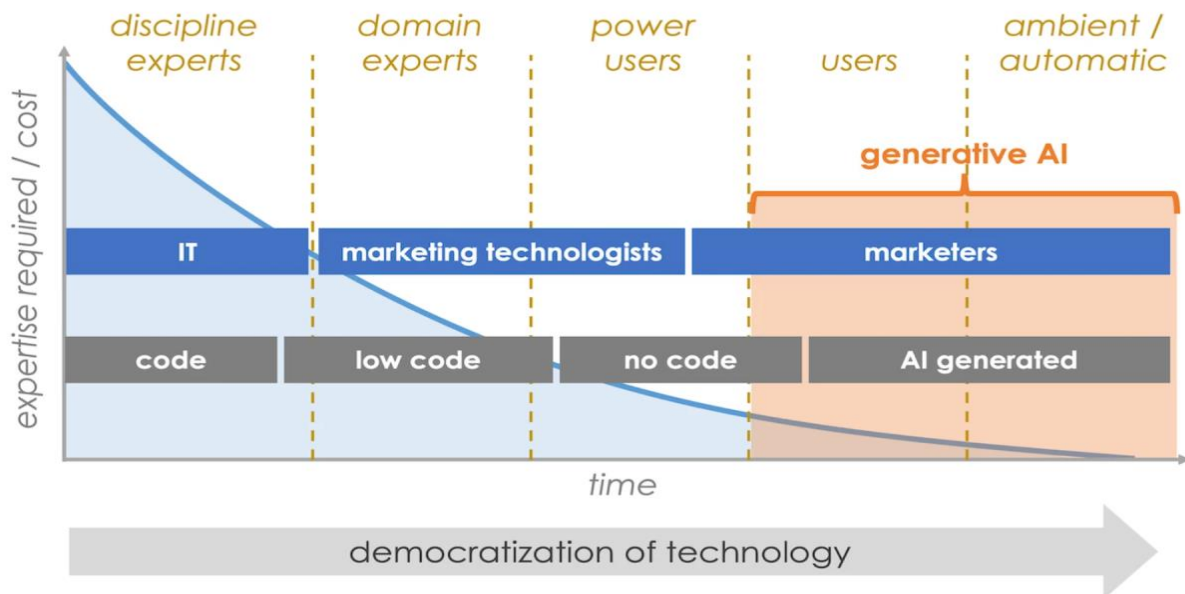 discipline experts
domain experts
power users
users
ambient / automatic
expertise required / cost
generative AI
IT
marketing technologists
marketers
code
low code
no code
AI generated
time
democratization of technology